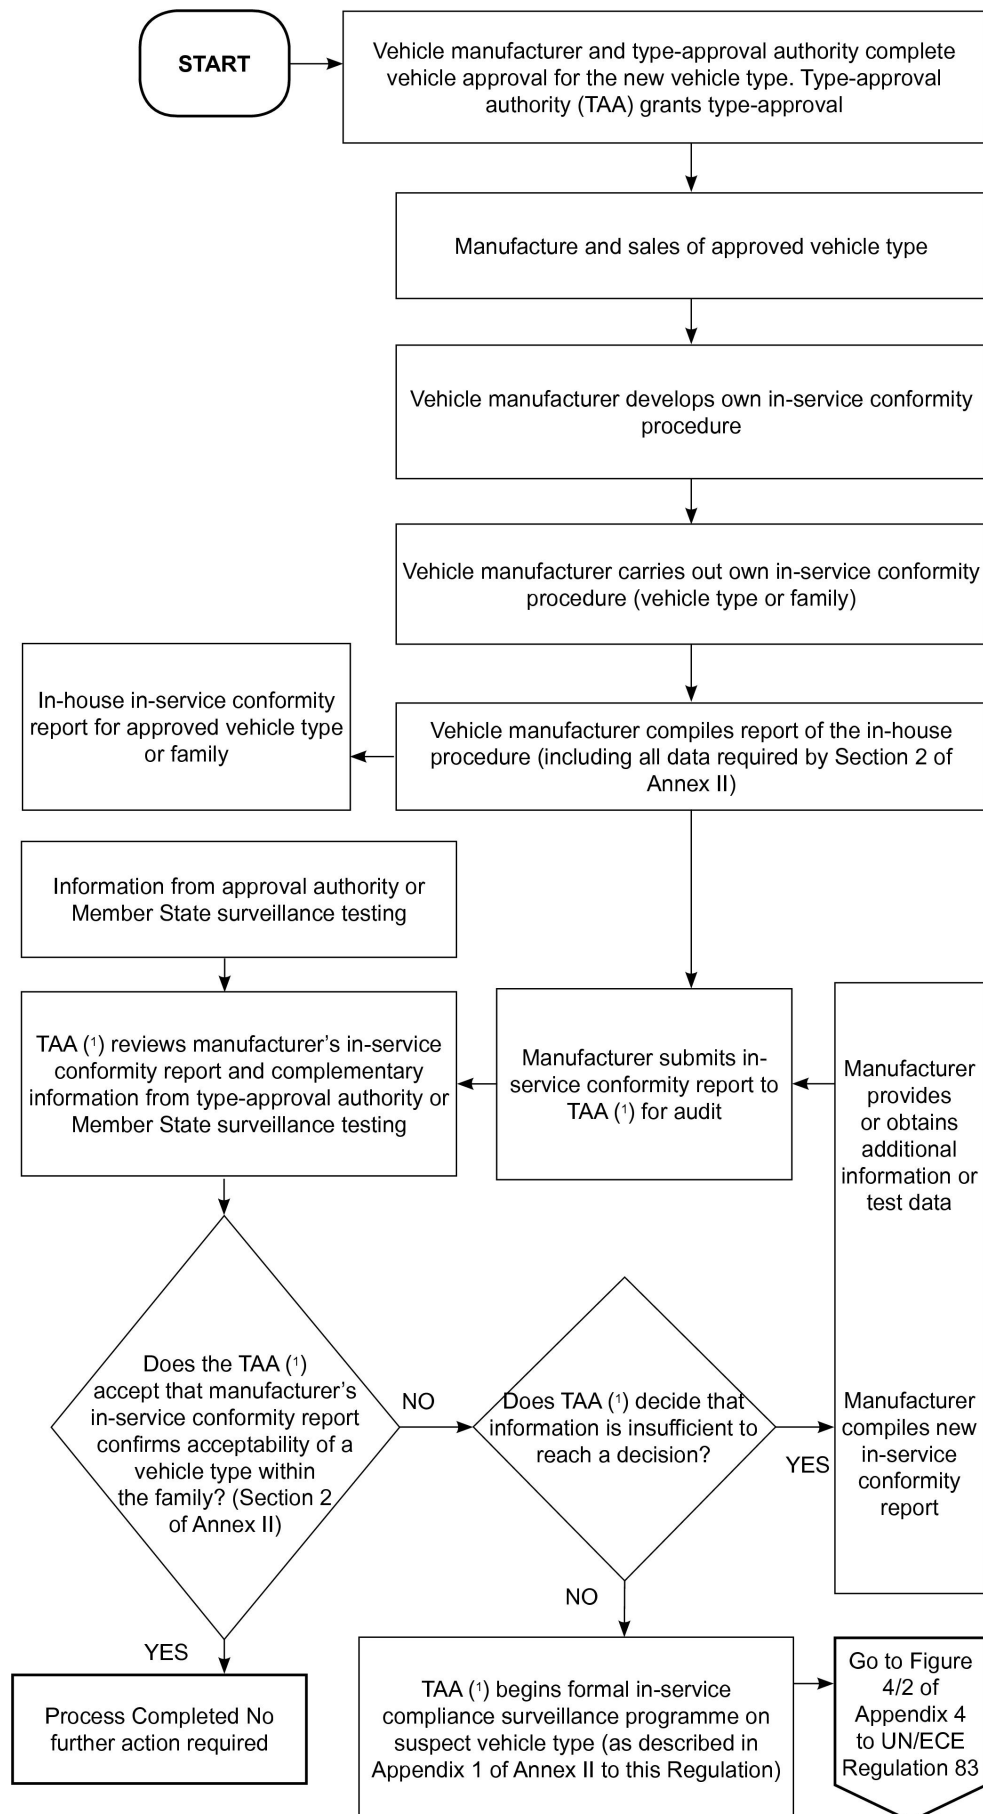 START
Vehicle manufacturer and type-approval authority complete
vehicle approval for the new vehicle type. Type-approval
authority (TAA) grants type-approval
Manufacture and sales of approved vehicle type
Vehicle manufacturer develops own in-service conformity
procedure
Vehicle manufacturer carries out own in-service conformity
procedure (vehicle type or family)
In-house in-service conformity
report for approved vehicle type
or family
Vehicle manufacturer compiles report of the in-house
procedure (including all data required by Section 2 of
Annex II)
Information from approval authority or
Member State surveillance testing
TAA (¹) reviews manufacturer’s in-service
conformity report and complementary
information from type-approval authority or
Member State surveillance testing
Manufacturer submits in-
service conformity report to
TAA (¹) for audit
Manufacturer
provides
or obtains
additional
information or
test data
Does the TAA (¹)
accept that manufacturer’s
in-service conformity report
confirms acceptability of a
vehicle type within
the family? (Section 2
of Annex II)
NO
Does TAA (¹) decide that
information is insufficient to
reach a decision?
YES
Manufacturer
compiles new
in-service
conformity
report
NO
YES
Process Completed No
further action required
TAA (¹) begins formal in-service
compliance surveillance programme on
suspect vehicle type (as described in
Appendix 1 of Annex II to this Regulation)
Go to Figure
4/2 of
Appendix 4
to UN/ECE
Regulation 83